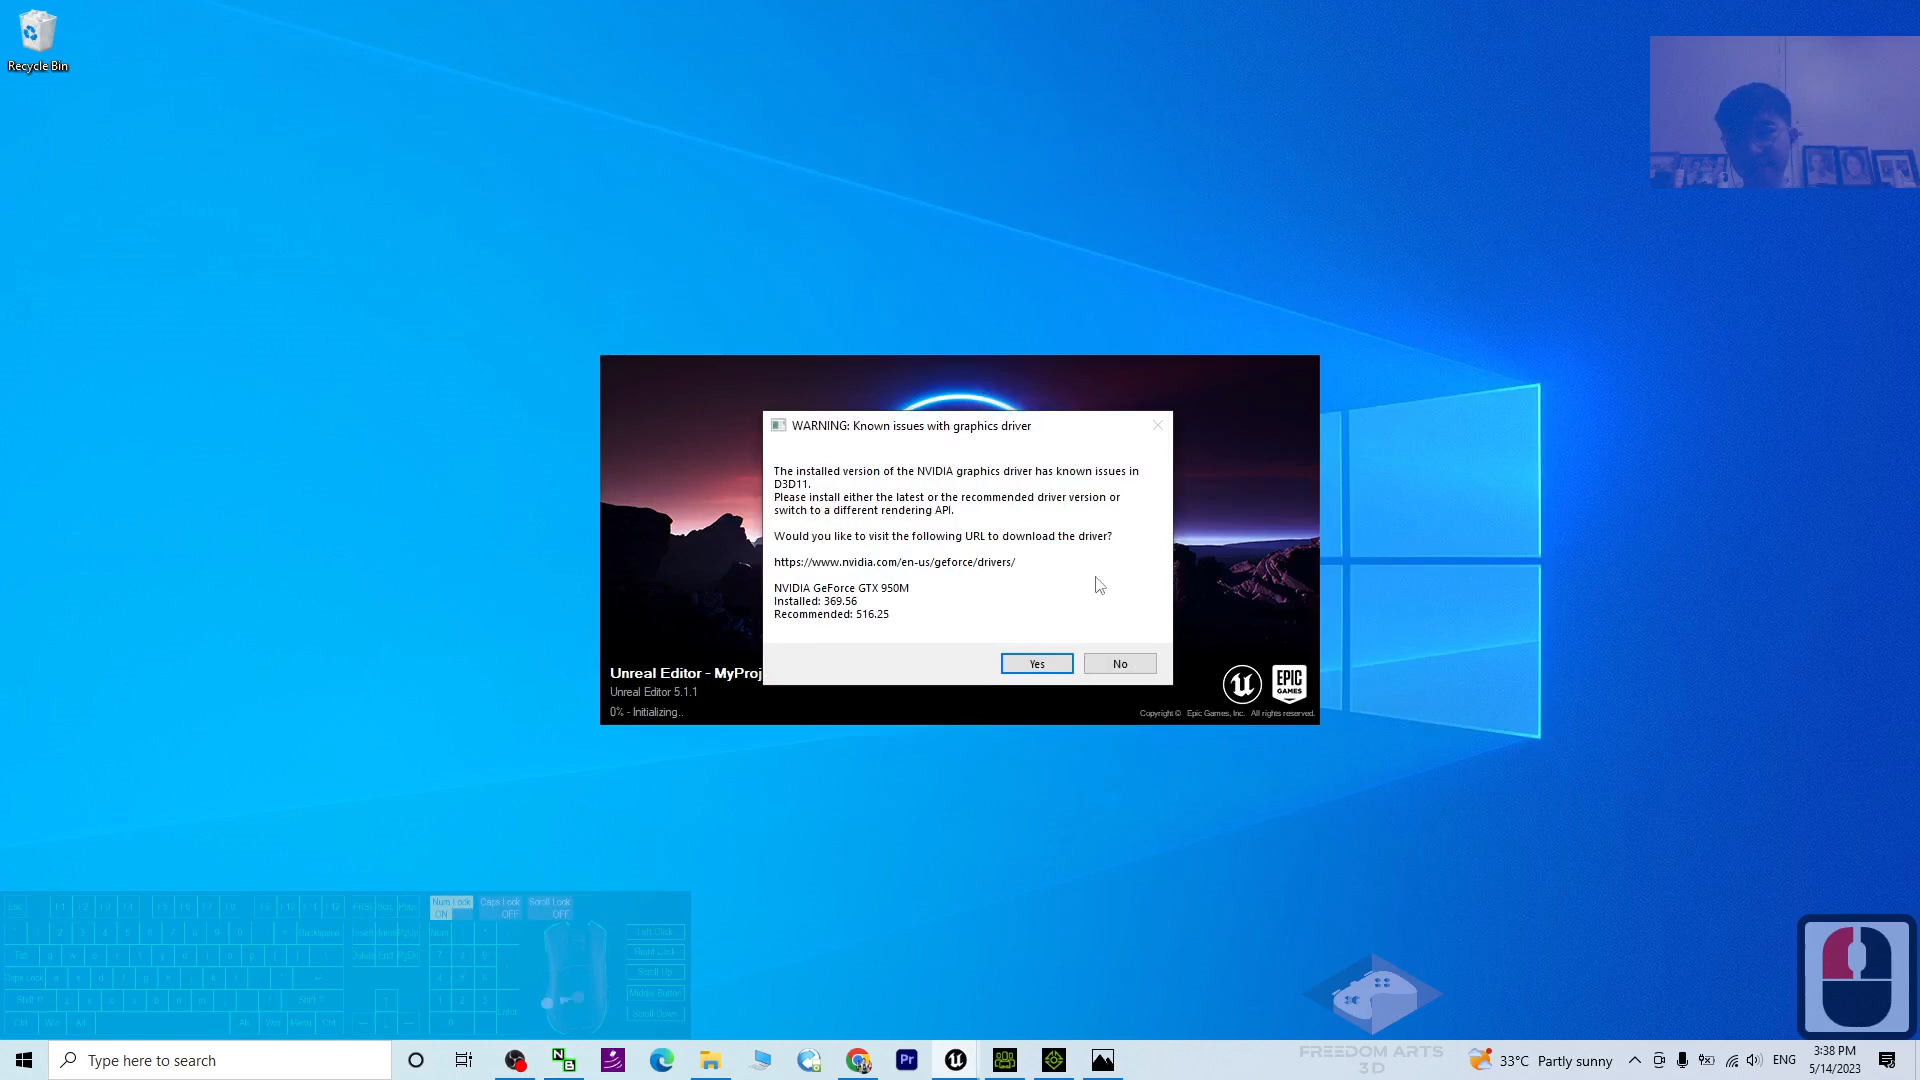 Recycle Bin
WARNING: Known issues with graphics driver
The installed version of the NVIDIA graphics driver has known issues in
D3D11.
Please install either the latest or the recommended driver version or
switch to a different rendering API.
Would you like to visit the following URL to download the driver?
https://www.nvidia.com/en-us/geforce/drivers/
NVIDIA GeForce GTX 950M
Installed: 369.56
Recommended: 516.25
Yes
No
Unreal Editor - MyProj
Unreal Editor 5.1.1
0% - Initializing..
EPIC
GAMES
Copyright © Epic Games, Inc. All rights reserved.
Num Lock
ON
Caps Lock
OFF
Scroll Lock
OFF
Backspace
Left Click
Right Click
Scroll Up
Middle Button
Scroll Down
FREEDOM ARTS
3D
Type here to search
N
B
Pr
33°C Partly sunny
ENG
3:38 PM
5/14/2023